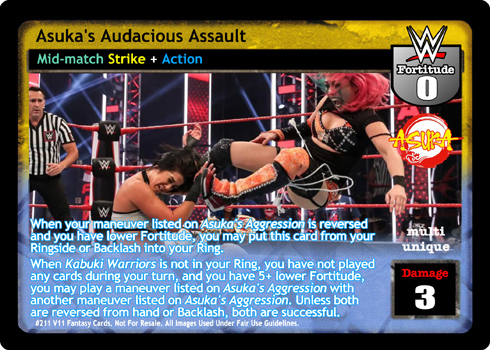 Asuka's Audacious Assault
Mid-match Strike + Action
W
Fortitude
0
ASUKA
When your maneuver listed on Asuka's Aggression is reversed
and you have lower Fortitude, you may put this card from your
Ringside or Backlash into your Ring.
When Kabuki Warriors is not in your Ring, you have not played
any cards during your turn, and you have 5+ lower Fortitude,
you may play a maneuver listed on Asuka's Aggression with
another maneuver listed on Asuka's Aggression. Unless both
are reversed from hand or Backlash, both are successful.
multi
unique
Damage
3
#211 V11 Fantasy Cards. Not For Resale. All Images Used Under Fair Use Guidelines.